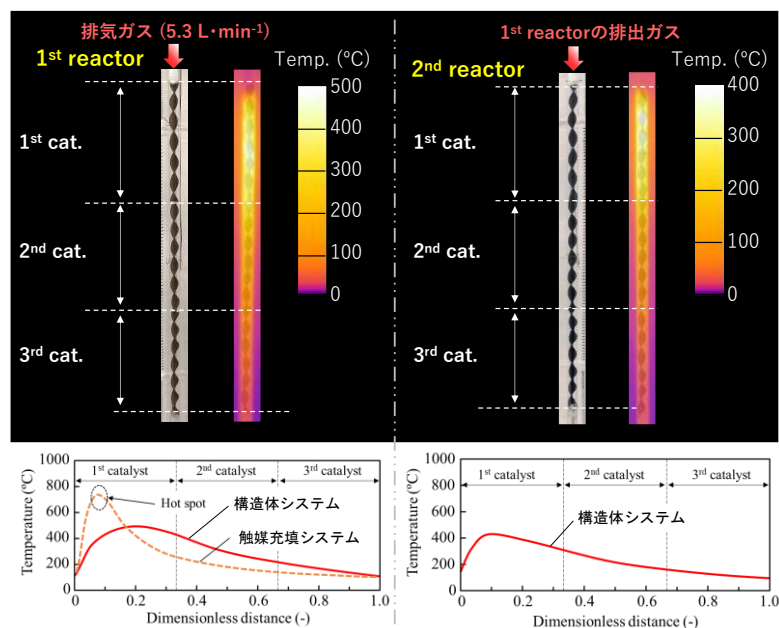 排気ガス (5.3 L･min-1)
1st reactor
Temp. (ºC)
500
400
300
200
100
0
1st cat.
2nd cat.
3rd cat.
1st reactorの排出ガス
2nd reactor
Temp. (ºC)
400
300
200
100
0
1st cat.
2nd cat.
3rd cat.
1000
800
600
400
200
0
Temperature (ºC)
1st catalyst
2nd catalyst
3rd catalyst
Hot spot
構造体システム
触媒充填システム
0
0.2
0.4
0.6
0.8
1.0
Dimensionless distance (-)
1000
800
600
400
200
0
Temperature (ºC)
1st catalyst
2nd catalyst
3rd catalyst
構造体システム
0
0.2
0.4
0.6
0.8
1.0
Dimensionless distance (-)